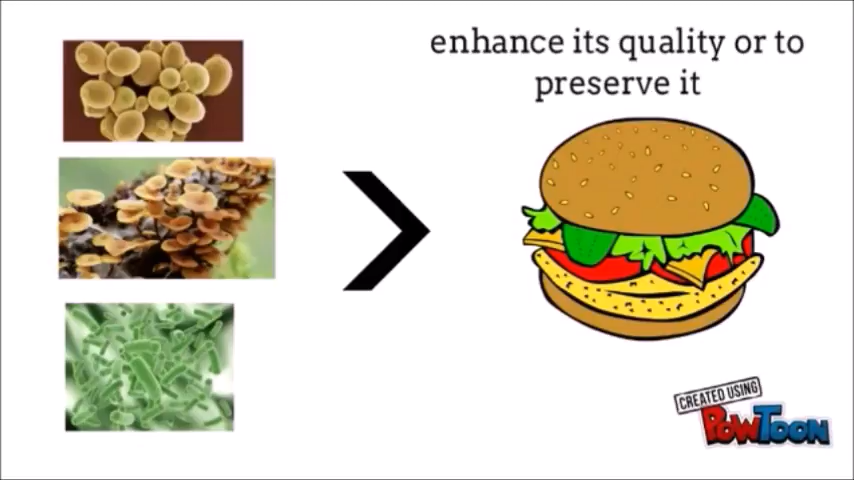 enhance its quality or to
preserve it
CREATED USING
POWTOON